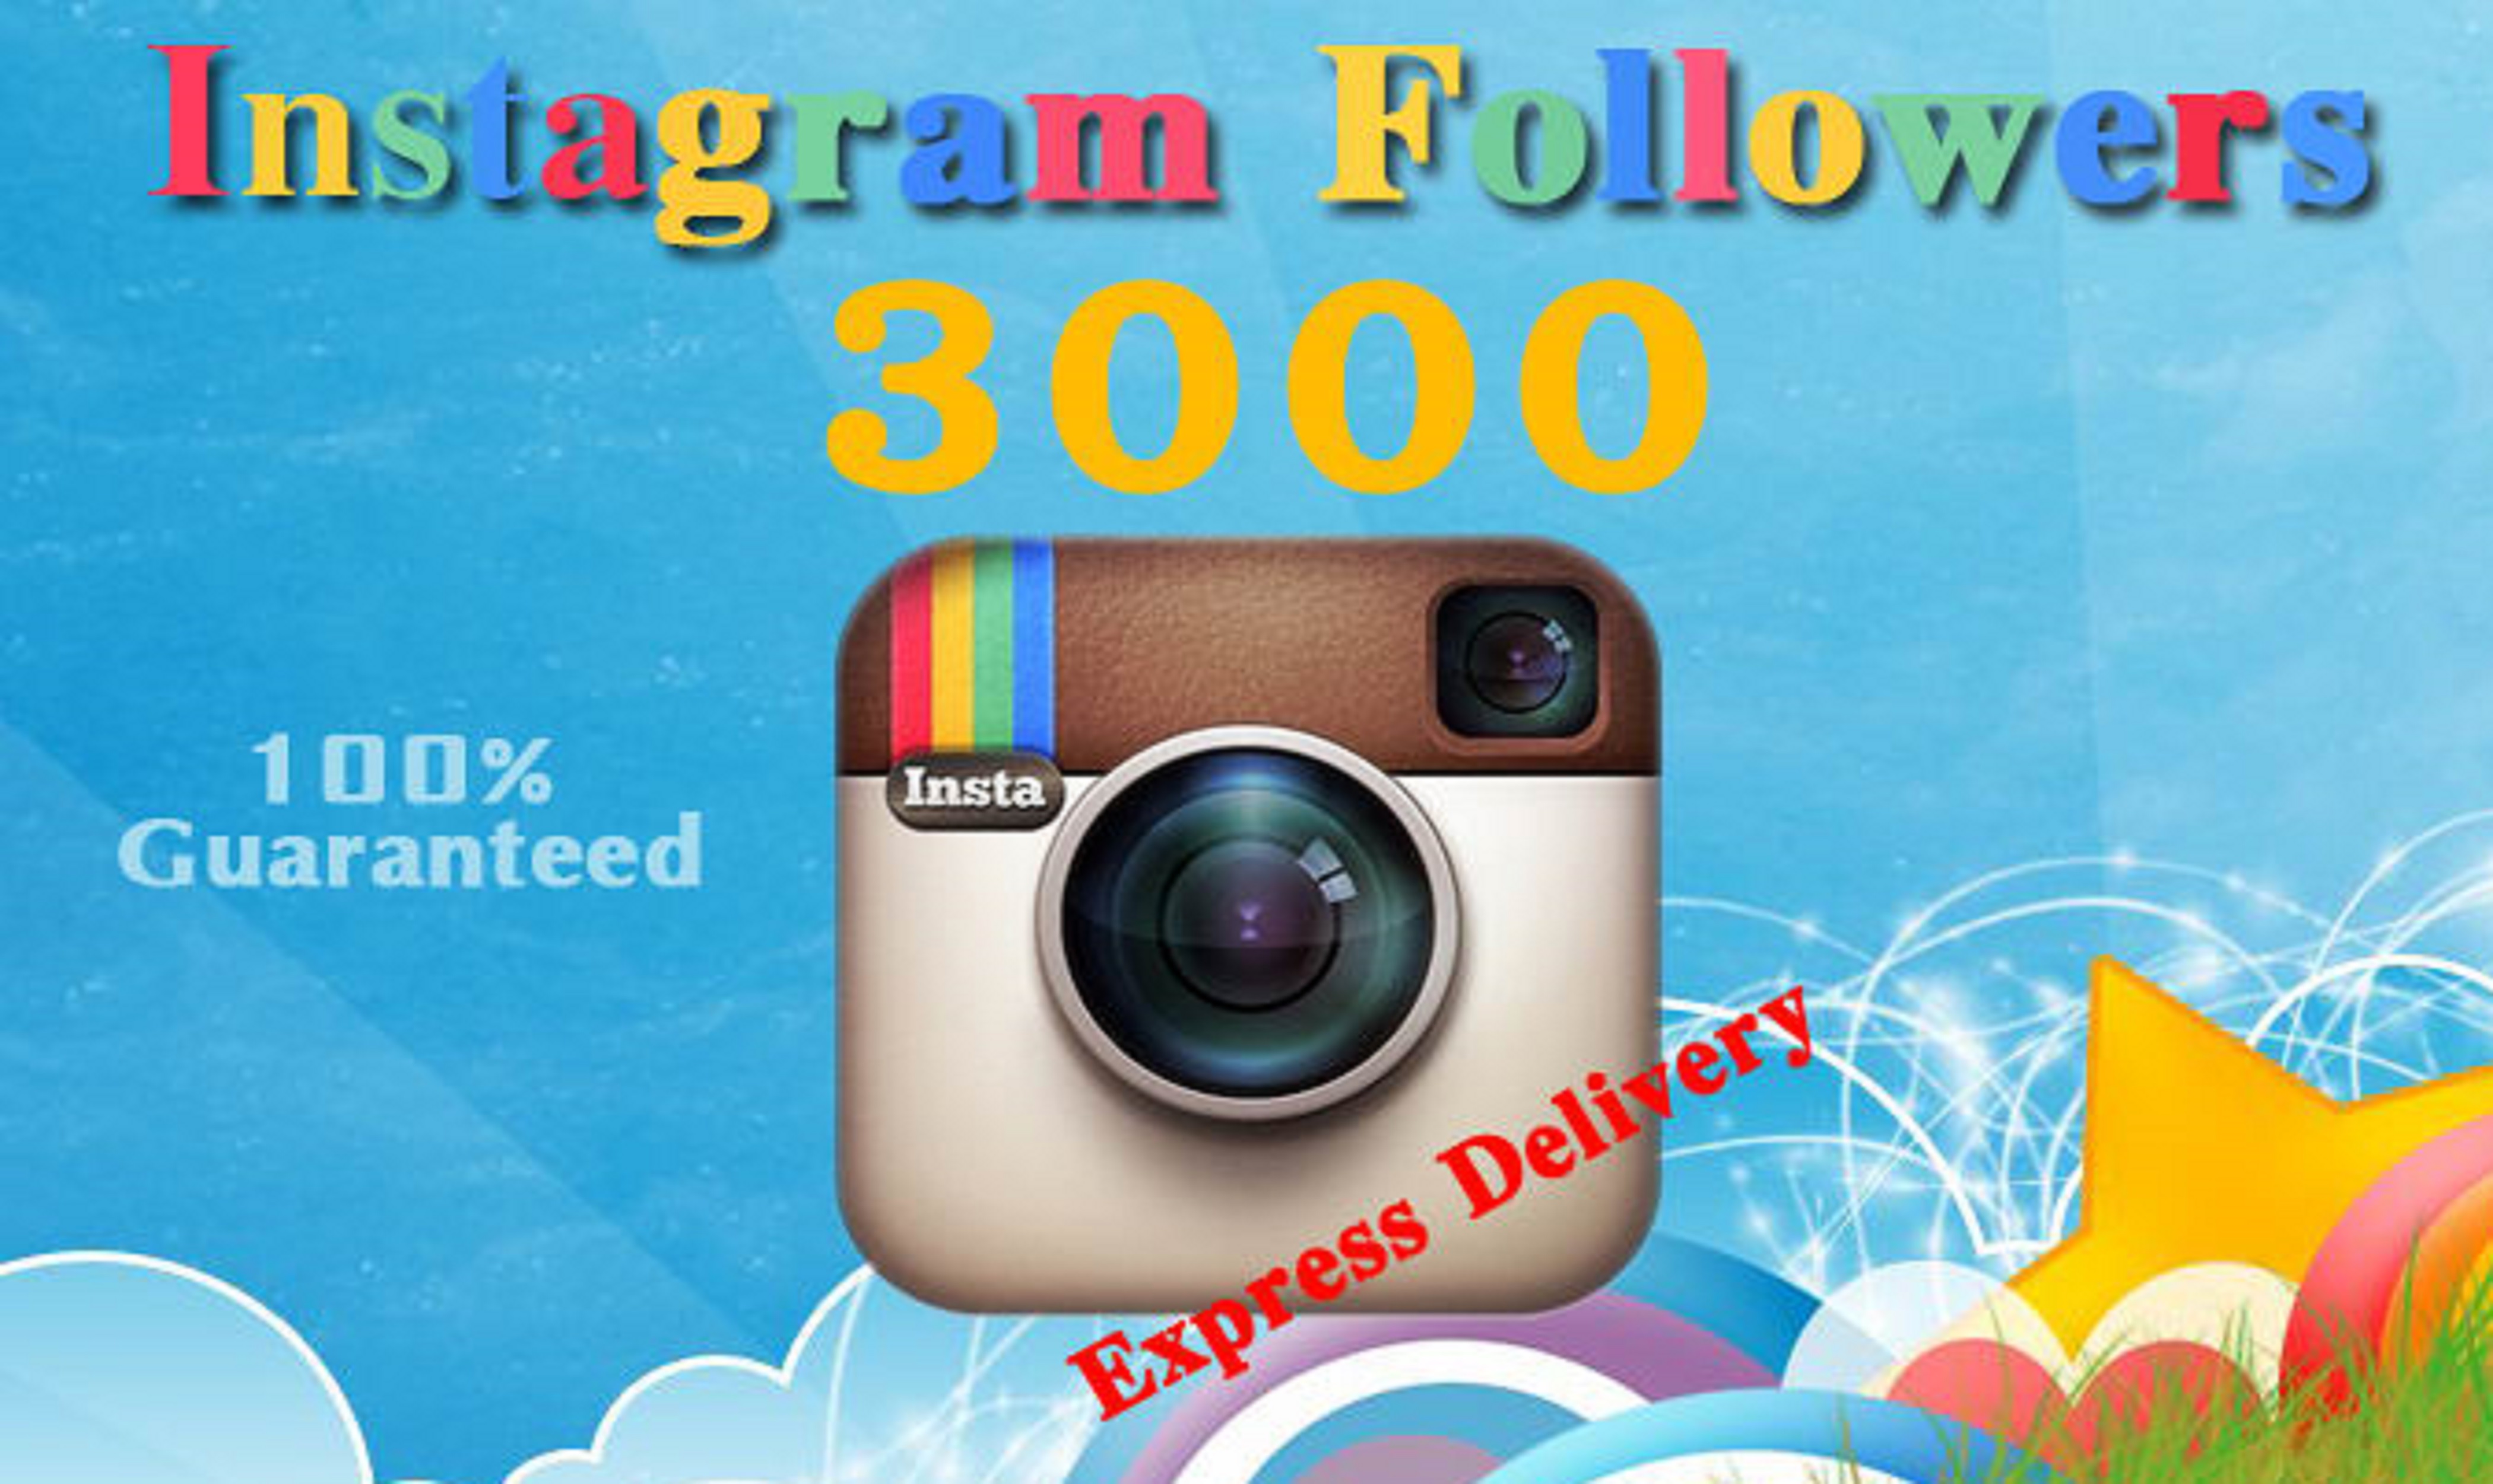 Instagram Followers
3000
Insta
100%
Guaranteed
Express Delivery